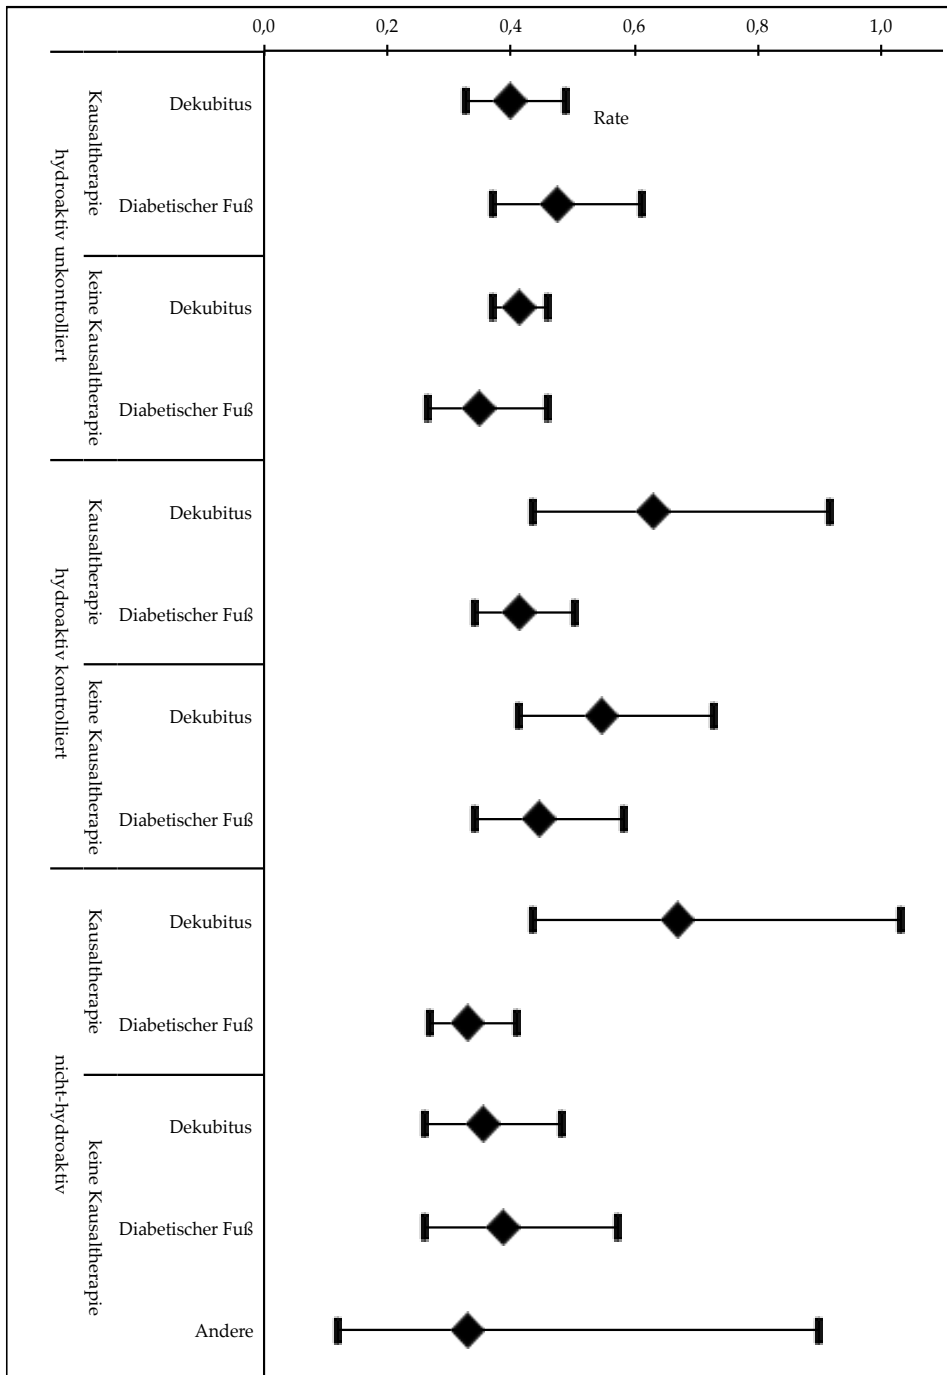 0,0 0,2 0,4 0,6 0,8 1,0
Rate
hydroaktiv unkontrolliert
Kausaltherapie
Dekubitus
Diabetischer Fuß
keine Kausaltherapie
Dekubitus
Diabetischer Fuß
hydroaktiv kontrolliert
Kausaltherapie
Dekubitus
Diabetischer Fuß
keine Kausaltherapie
Dekubitus
Diabetischer Fuß
nicht-hydroaktiv
Kausaltherapie
Dekubitus
Diabetischer Fuß
keine Kausaltherapie
Dekubitus
Diabetischer Fuß
Andere